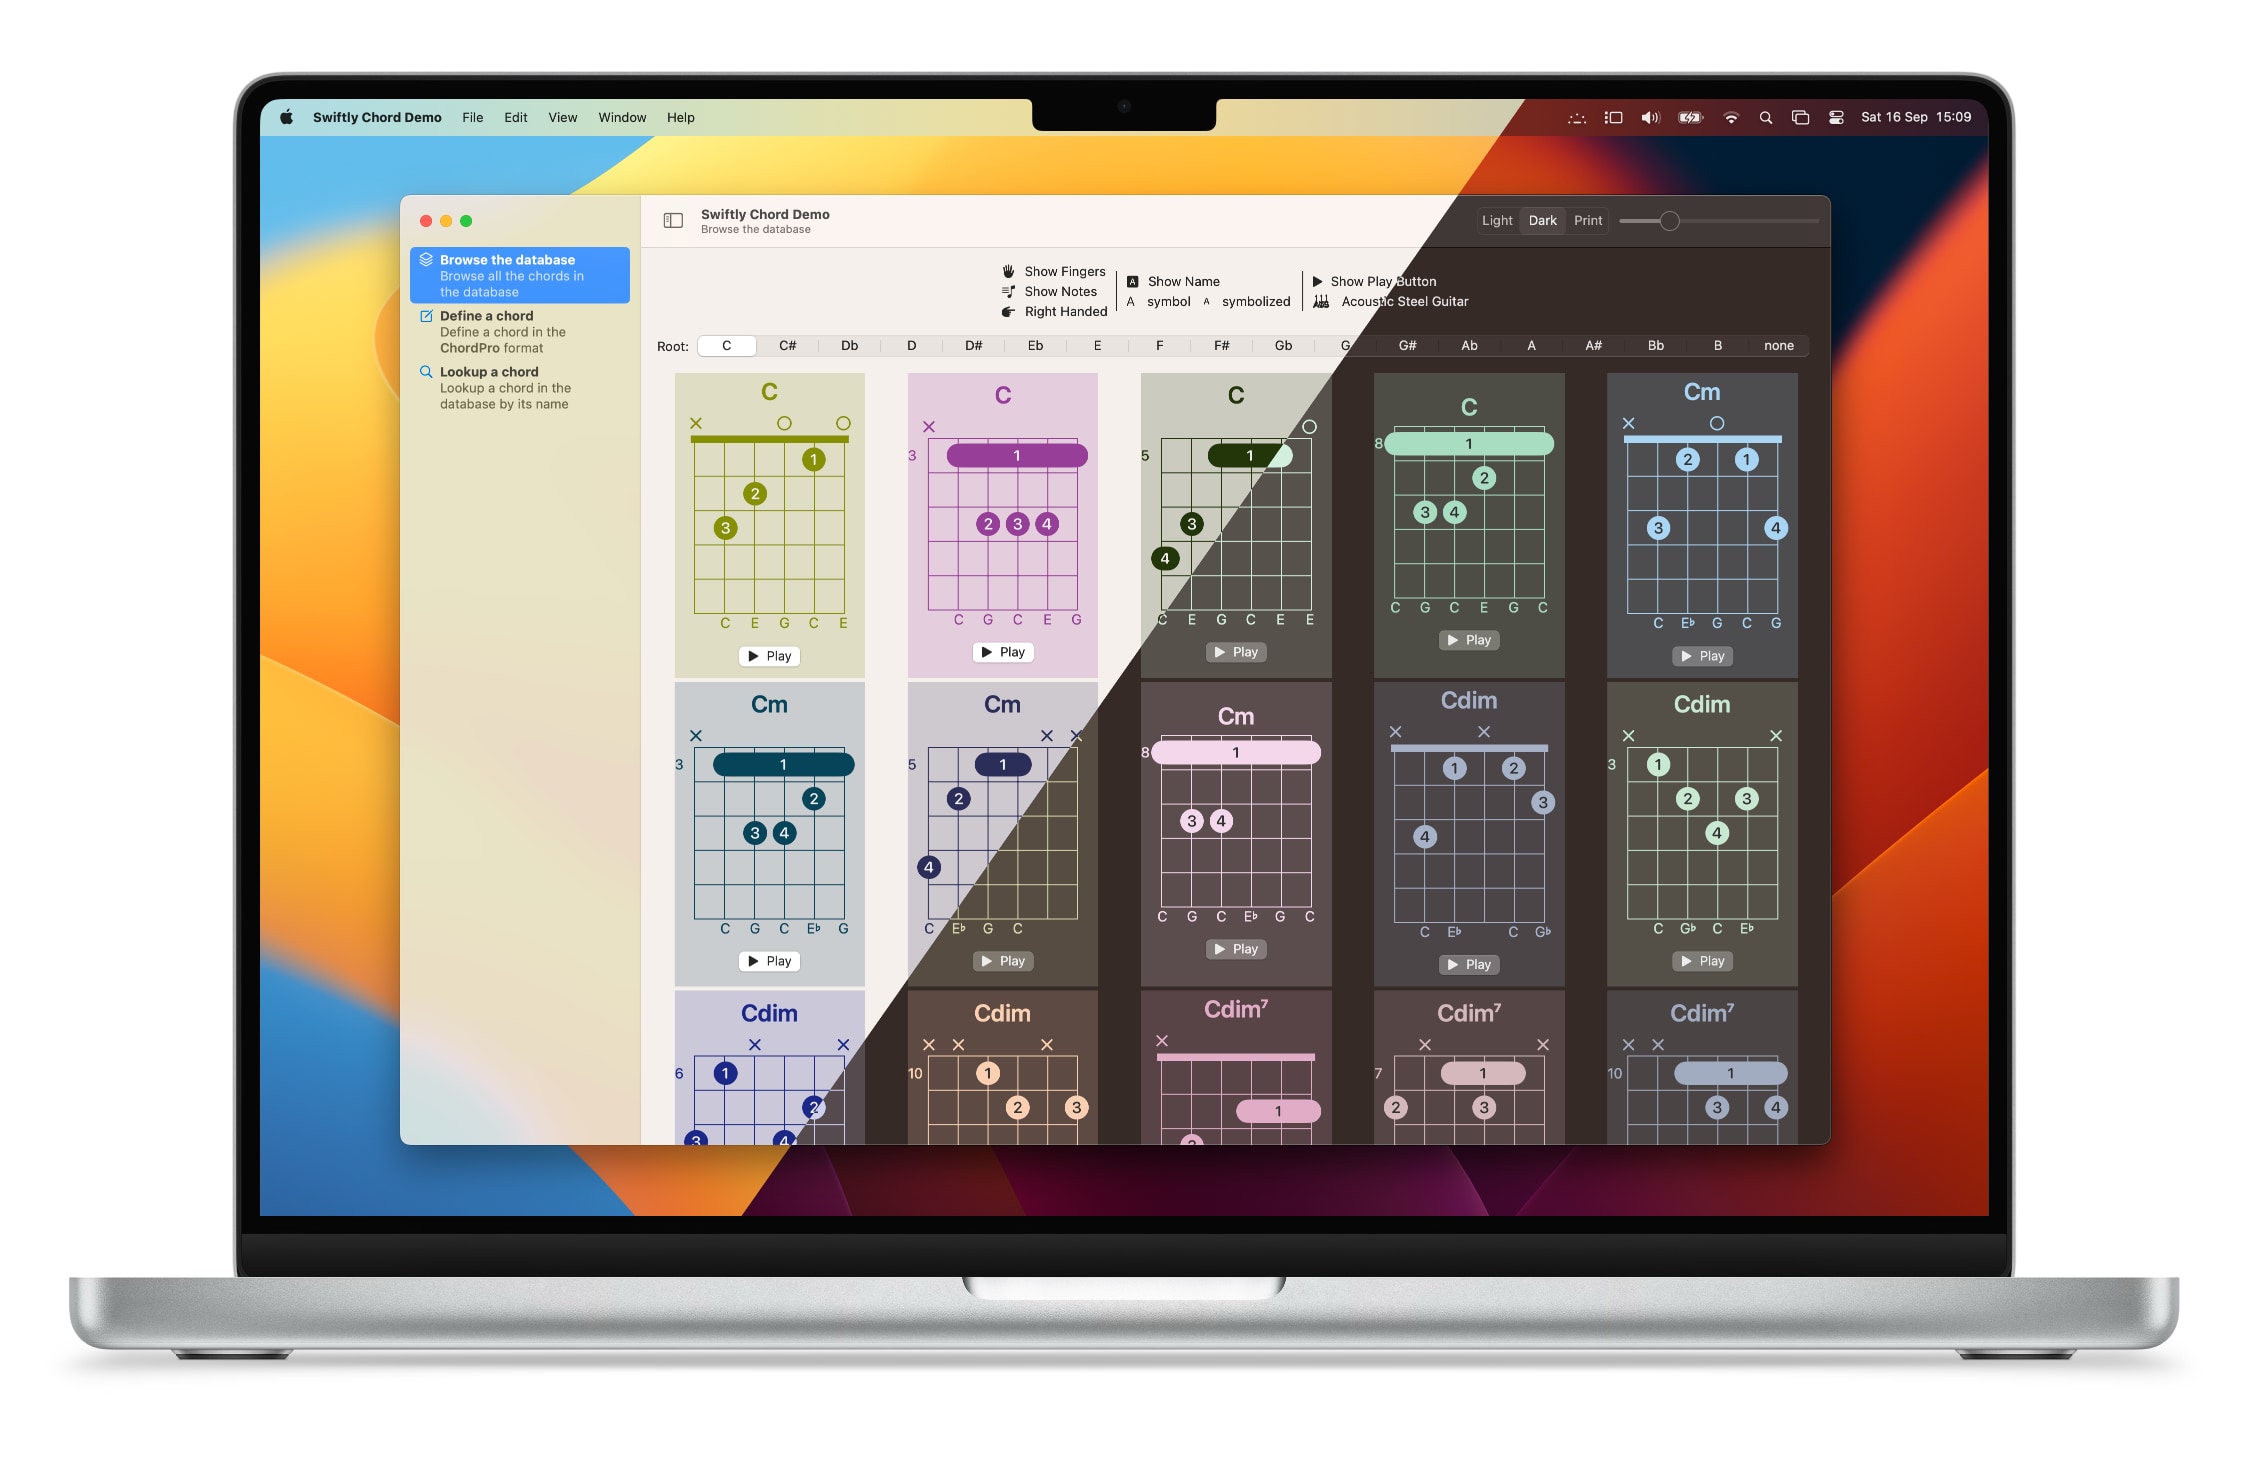 Swiftly Chord Demo File Edit View Window Help Sat 16 Sep 15:09
Swiftly Chord Demo
Browse the database
Light Dark Print
Browse the database
Browse all the chords in
the database
Define a chord
Define a chord in the
ChordPro format
Lookup a chord
Lookup a chord in the
database by its name
Show Fingers
Show Notes
Right Handed
A Show Name
A symbol A symbolized
Show Play Button
Acoustic Steel Guitar
Root: C C# Db D D# Eb E F F# Gb G G# Ab A A# Bb B none
C
1
2
3
C E G C E
Play
C
3 1
2 3 4
C G C E G
Play
C
5 1
3
4
C E G C E E
Play
C
8 1
2
3 4
C G C E G C
Play
Cm
2 1
3 4
C E♭ G C G
Play
Cm
3 1
2
3 4
C G C E♭ G
Play
Cm
5 1
2
4
C E♭ G C
Play
Cm
8 1
3 4
C G C E♭ G C
Play
Cdim
1 2
3
4
C E♭ C G♭
Play
Cdim
3 1
2 3
4
C G♭ C E♭
Play
Cdim
6 1
2
3 4
Cdim
10 1
2 3
Cdim⁷
1
Cdim⁷
7 1
2 3
Cdim⁷
10 1
3 4